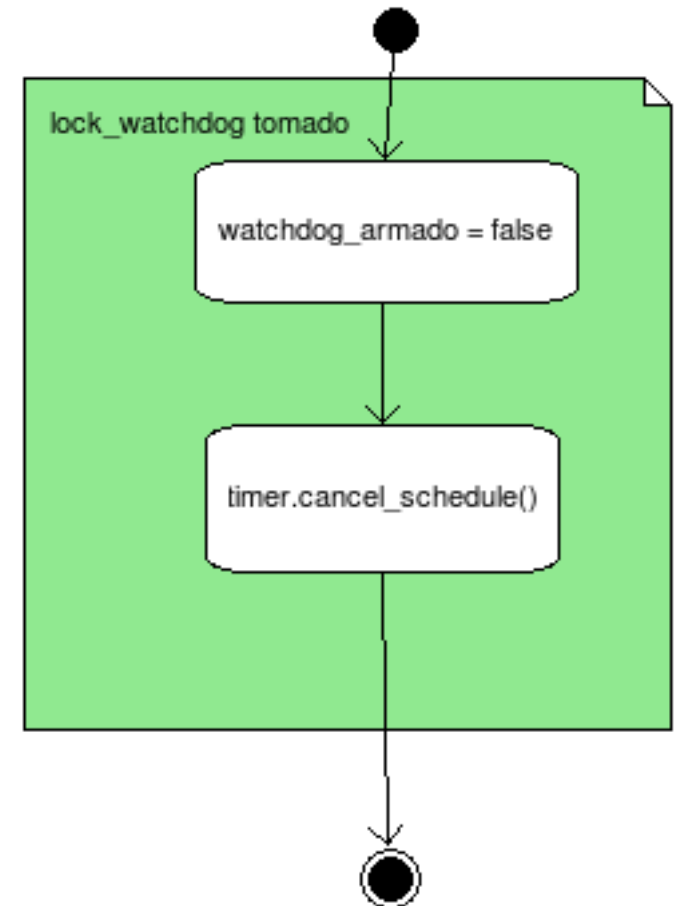 lock_watchdog tomado
watchdog_armado = false
timer.cancel_schedule()